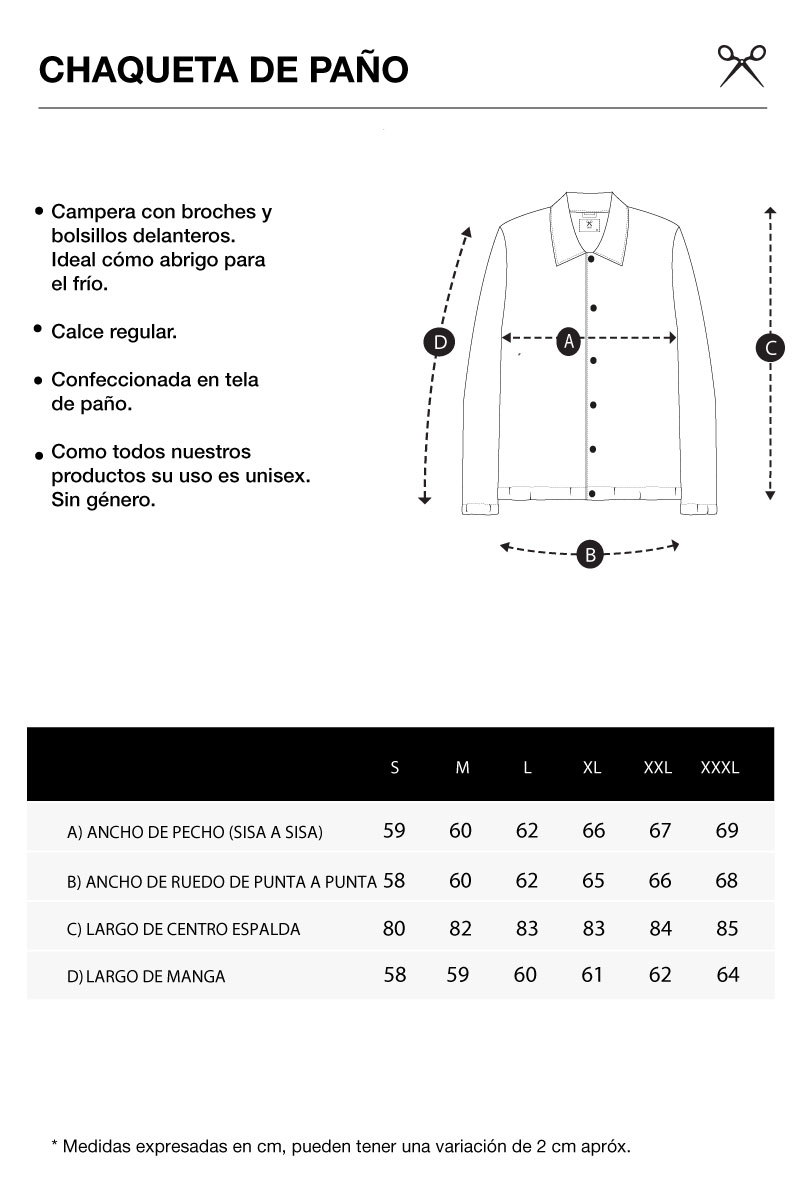 CHAQUETA DE PAÑO
• Campera con broches y
bolsillos delanteros.
Ideal cómo abrigo para
el frío.
• Calce regular.
• Confeccionada en tela
de paño.
• Como todos nuestros
productos su uso es unisex.
Sin género.
D
A
C
B
S M L XL XXL XXXL
A) ANCHO DE PECHO (SISA A SISA) 59 60 62 66 67 69
B) ANCHO DE RUEDO DE PUNTA A PUNTA 58 60 62 65 66 68
C) LARGO DE CENTRO ESPALDA 80 82 83 83 84 85
D) LARGO DE MANGA 58 59 60 61 62 64
* Medidas expresadas en cm, pueden tener una variación de 2 cm apróx.